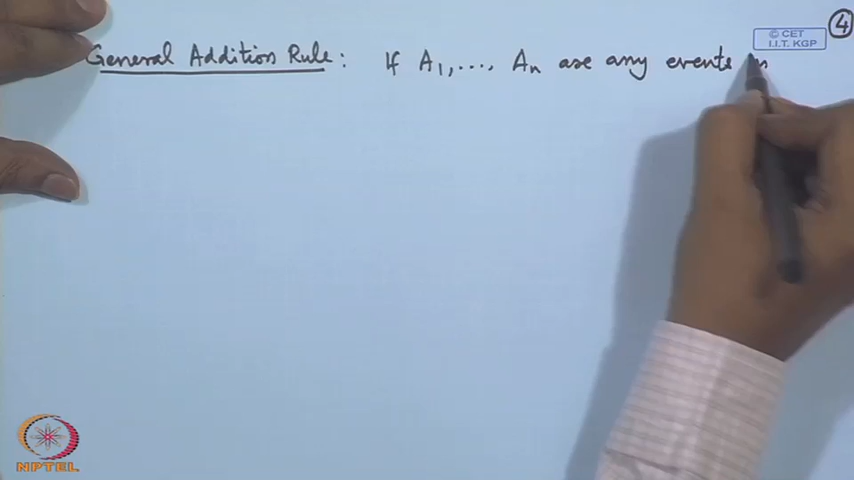 General Addition Rule: If A₁,..., Aₙ are any events
© CET
I.I.T. KGP
4
NPTEL